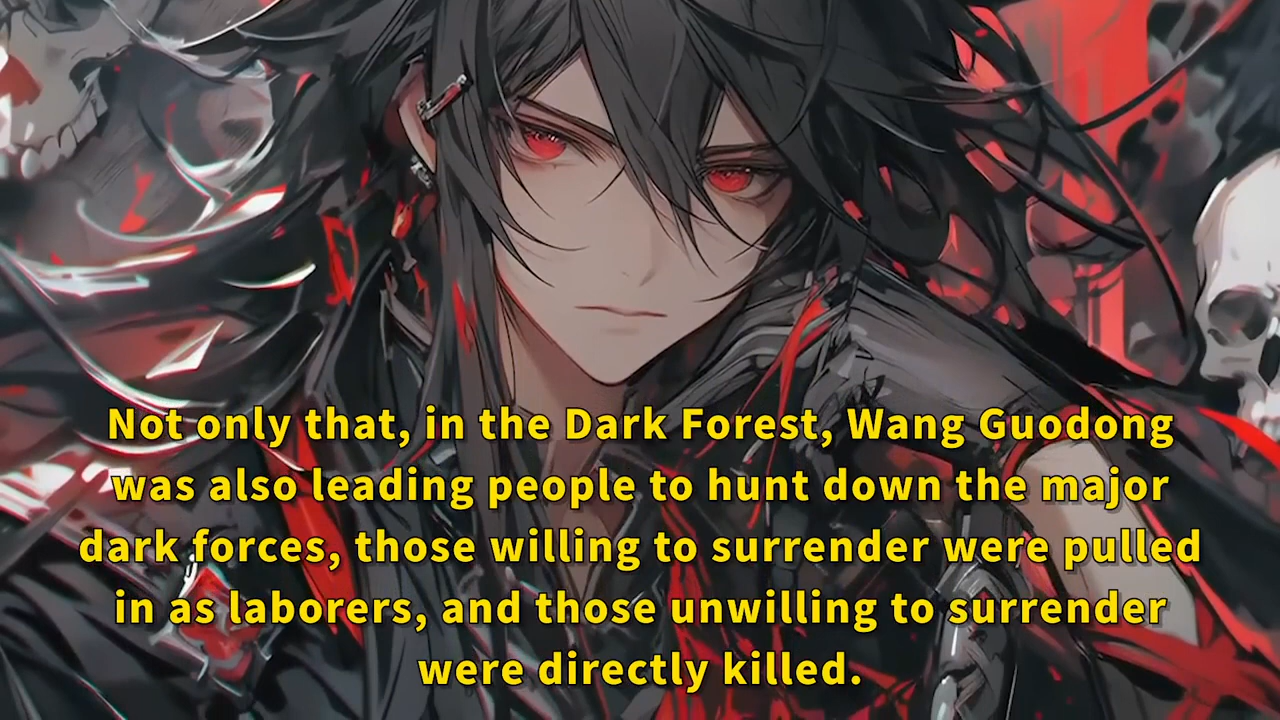 Not only that, in the Dark Forest, Wang Guodong
was also leading people to hunt down the major
dark forces, those willing to surrender were pulled
in as laborers, and those unwilling to surrender
were directly killed.